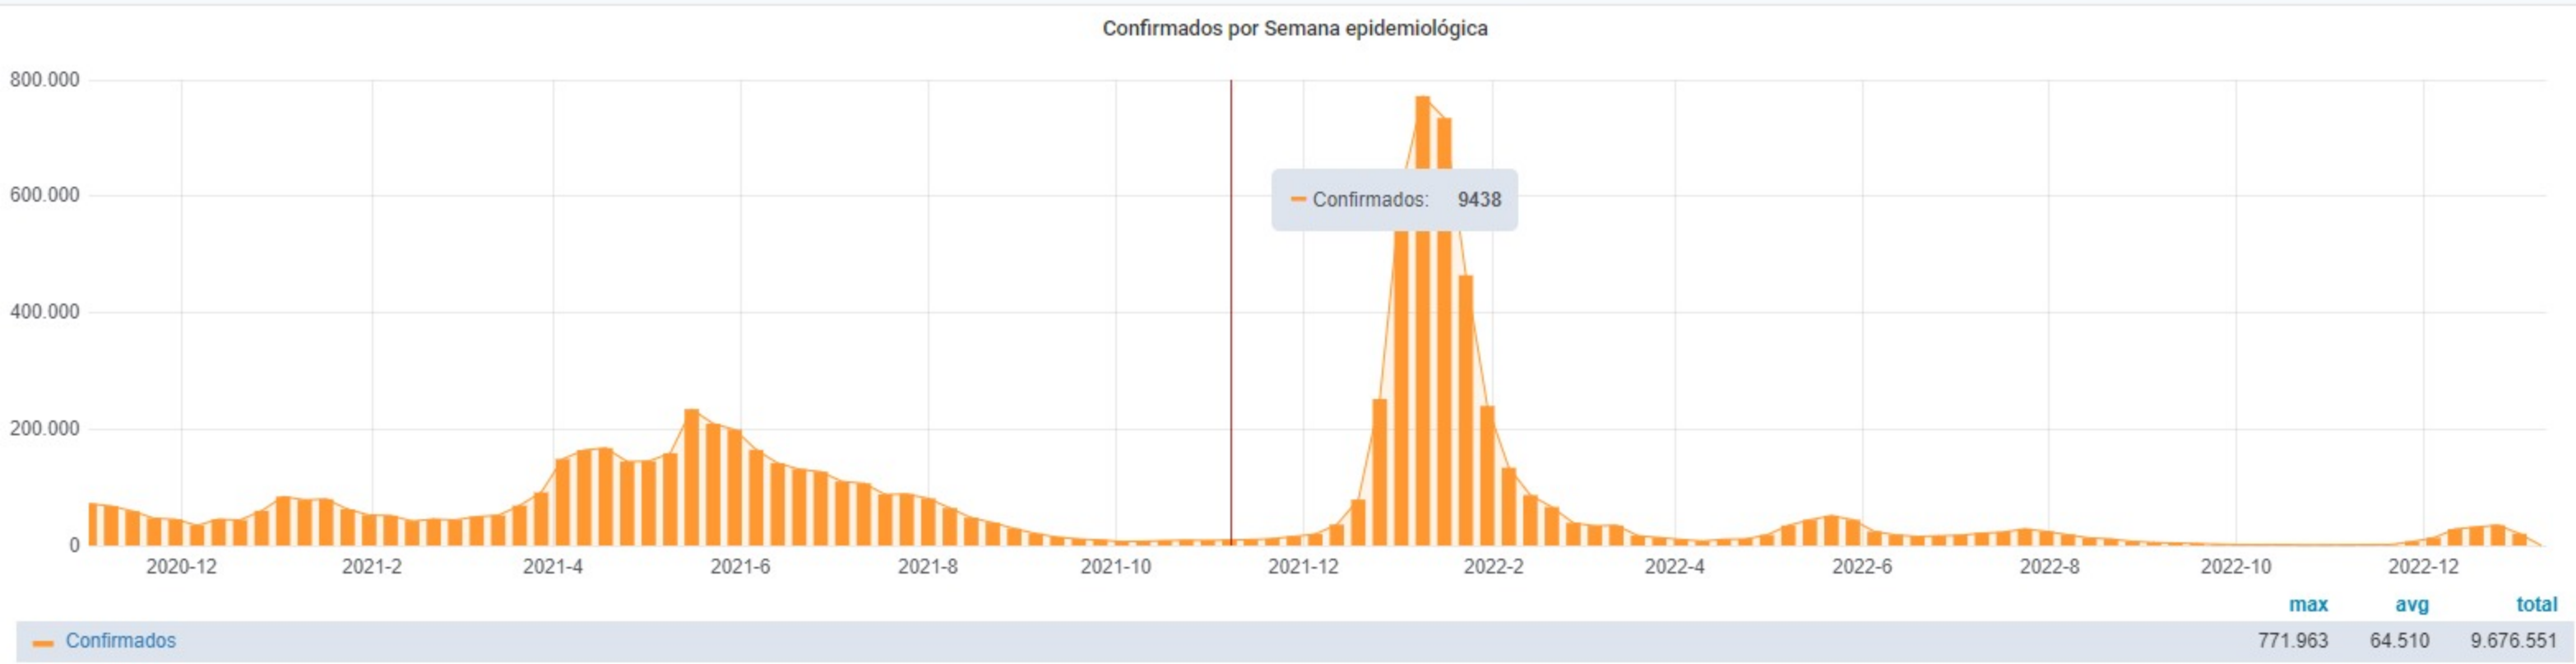 Confirmados por Semana epidemiológica
800.000
600.000
400.000
200.000
0
Confirmados: 9438
2020-12 2021-2 2021-4 2021-6 2021-8 2021-10 2021-12 2022-2 2022-4 2022-6 2022-8 2022-10 2022-12
max avg total
Confirmados 771.963 64.510 9.676.551